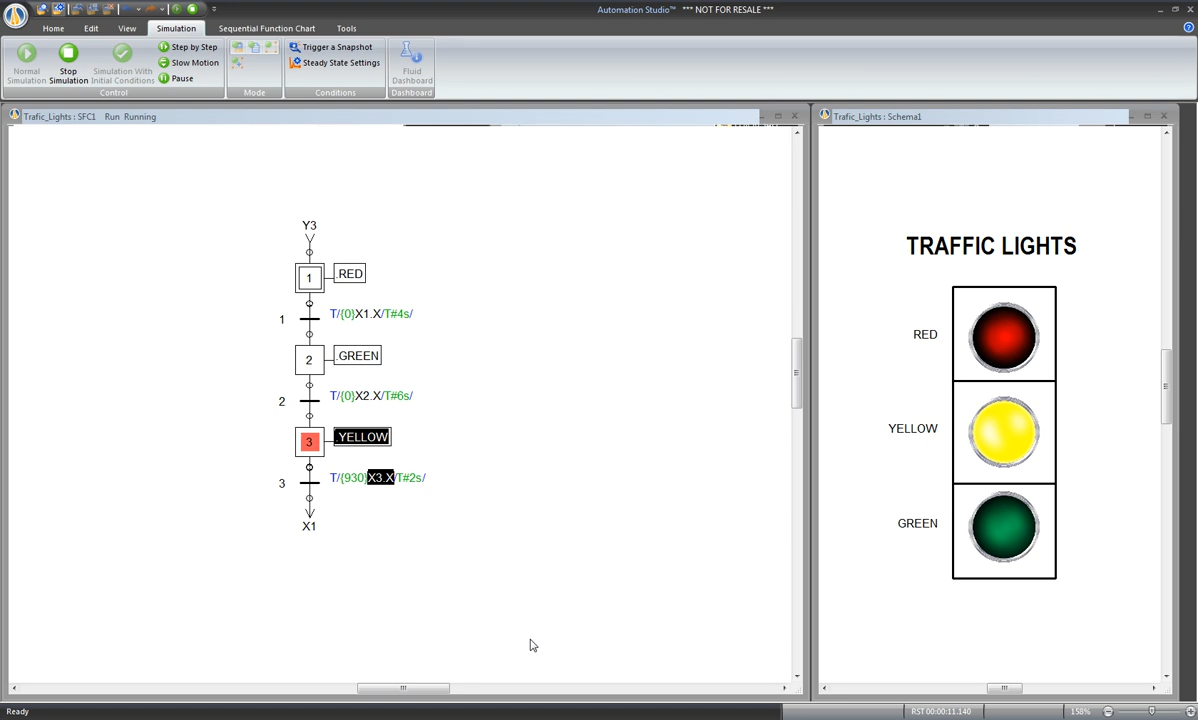 Automation Studio™ *** NOT FOR RESALE ***
Home Edit View Simulation Sequential Function Chart Tools
Normal Simulation
Stop Simulation
Simulation With Initial Conditions
Step by Step
Slow Motion
Pause
Control
Mode
Trigger a Snapshot
Steady State Settings
Conditions
Fluid Dashboard
Dashboard
Trafic_Lights : SFC1 Run Running
Trafic_Lights : Schema1
Y3
1 .RED
1 T/{0}X1.X/T#4s/
2 .GREEN
2 T/{0}X2.X/T#6s/
3 .YELLOW
3 T/{930}X3.X/T#2s/
X1
TRAFFIC LIGHTS
RED
YELLOW
GREEN
Ready
RST 00:00:11.140
158%